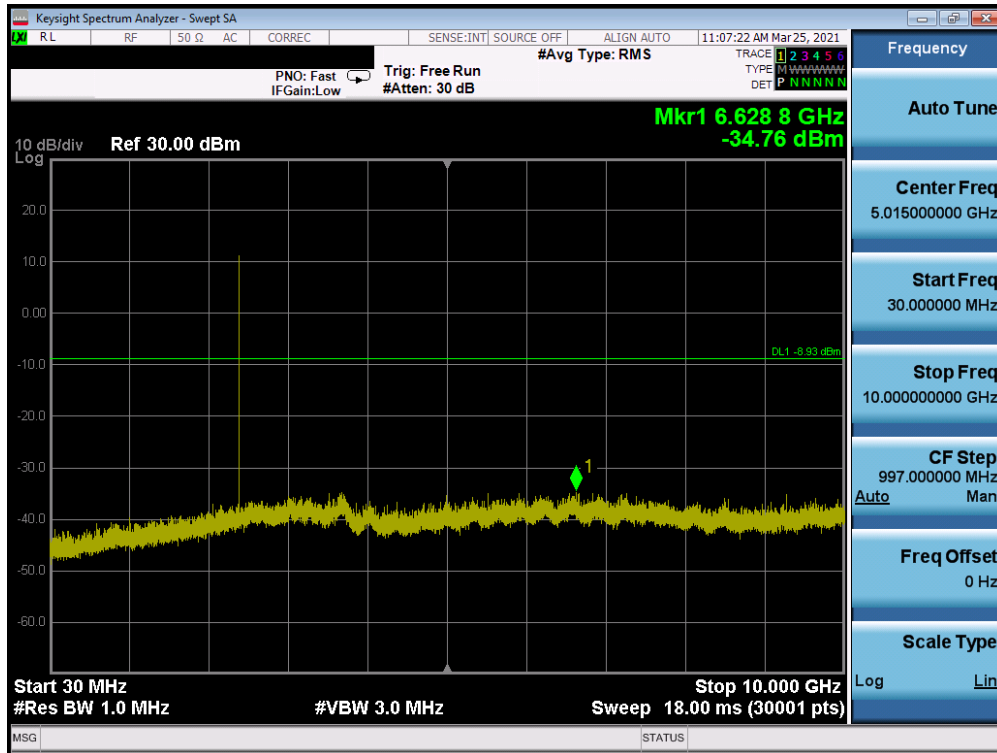 Keysight Spectrum Analyzer - Swept SA
LXI RL RF 50 Ω AC CORREC SENSE:INT SOURCE OFF ALIGN AUTO 11:07:22 AM Mar 25, 2021
#Avg Type: RMS
TRACE 1 2 3 4 5 6
PNO: Fast Trig: Free Run
TYPE M WWWWW
IFGain:Low #Atten: 30 dB
DET P N N N N N
Mkr1 6.628 8 GHz
-34.76 dBm
10 dB/div Ref 30.00 dBm
Log
20.0
10.0
0.00
DL1 -8.93 dBm
-10.0
-20.0
-30.0
1
-40.0
-50.0
-60.0
Start 30 MHz Stop 10.000 GHz
#Res BW 1.0 MHz #VBW 3.0 MHz Sweep 18.00 ms (30001 pts)
MSG STATUS
Frequency
Auto Tune
Center Freq
5.015000000 GHz
Start Freq
30.000000 MHz
Stop Freq
10.000000000 GHz
CF Step
997.000000 MHz
Auto Man
Freq Offset
0 Hz
Scale Type
Log Lin